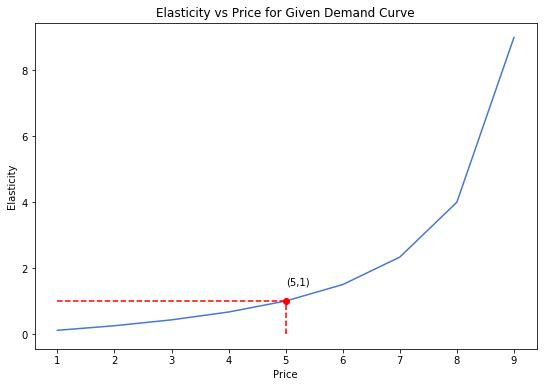 Elasticity vs Price for Given Demand Curve
8
6
4
2
0
Elasticity
(5,1)
1 2 3 4 5 6 7 8 9
Price